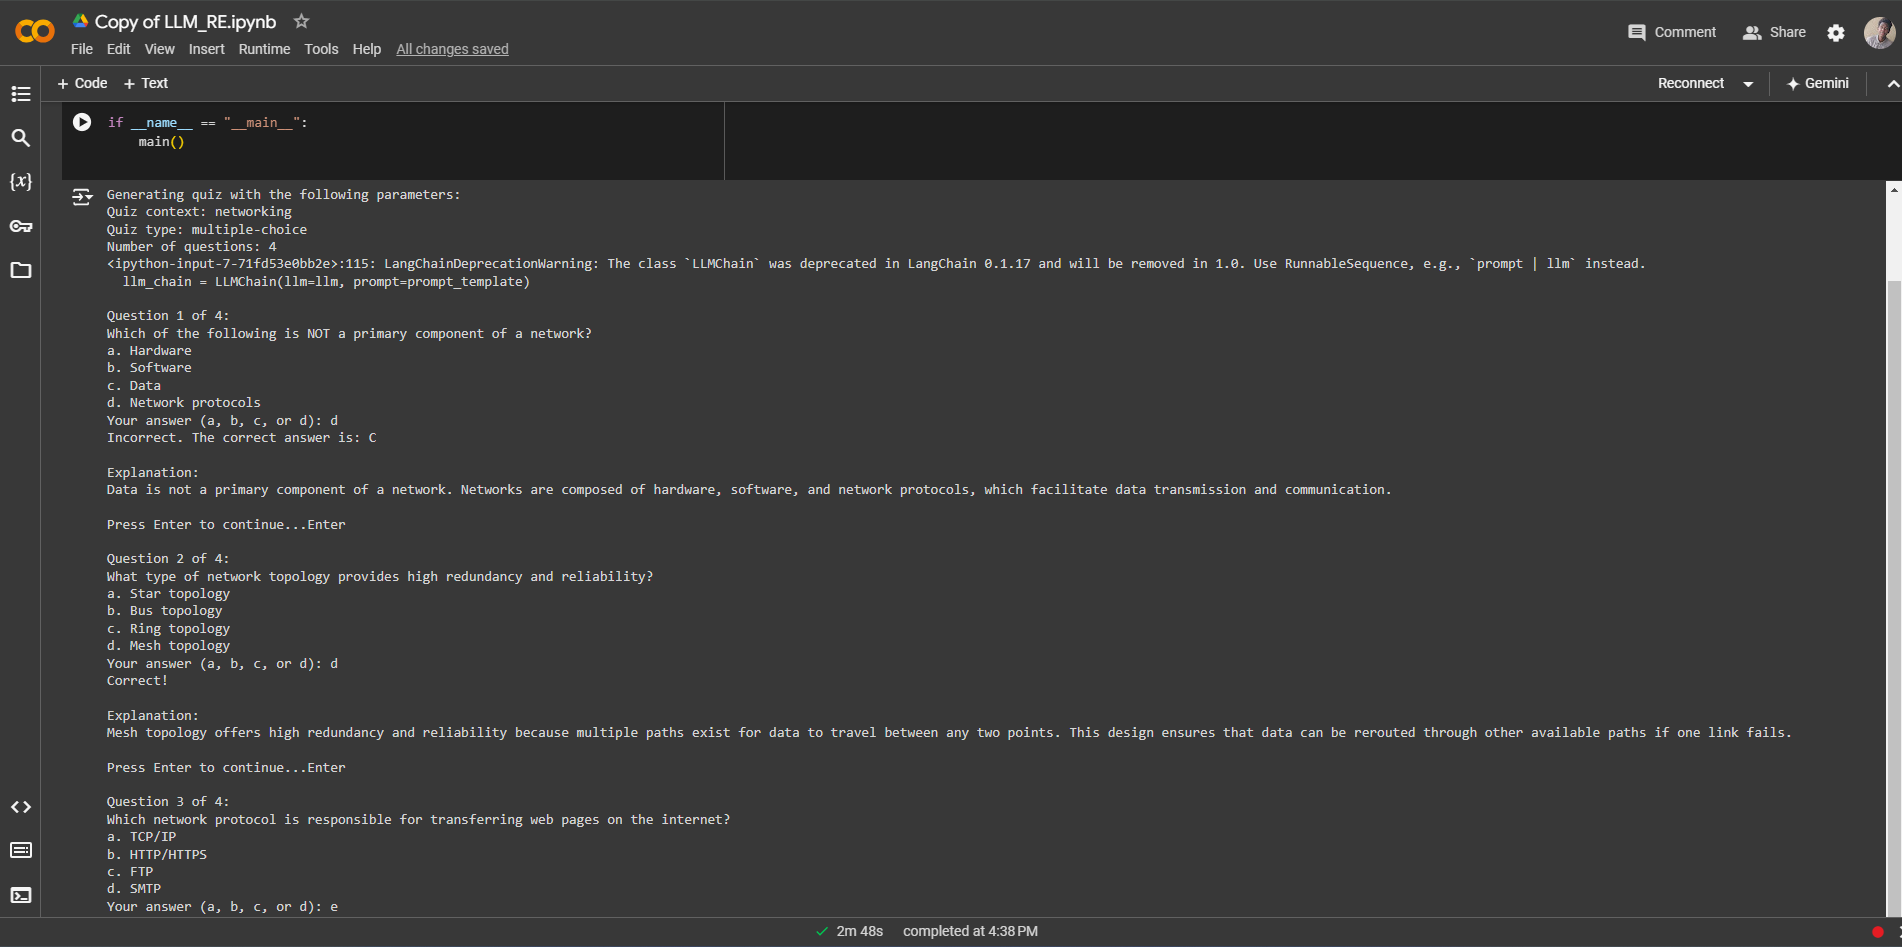 Copy of LLM_RE.ipynb
File Edit View Insert Runtime Tools Help All changes saved
Comment Share
+ Code + Text
Reconnect Gemini
if __name__ == "__main__":
    main()
Generating quiz with the following parameters:
Quiz context: networking
Quiz type: multiple-choice
Number of questions: 4
<ipython-input-7-71fd53e0bb2e>:115: LangChainDeprecationWarning: The class `LLMChain` was deprecated in LangChain 0.1.17 and will be removed in 1.0. Use RunnableSequence, e.g., `prompt | llm` instead.
  llm_chain = LLMChain(llm=llm, prompt=prompt_template)
Question 1 of 4:
Which of the following is NOT a primary component of a network?
a. Hardware
b. Software
c. Data
d. Network protocols
Your answer (a, b, c, or d): d
Incorrect. The correct answer is: C
Explanation:
Data is not a primary component of a network. Networks are composed of hardware, software, and network protocols, which facilitate data transmission and communication.
Press Enter to continue...Enter
Question 2 of 4:
What type of network topology provides high redundancy and reliability?
a. Star topology
b. Bus topology
c. Ring topology
d. Mesh topology
Your answer (a, b, c, or d): d
Correct!
Explanation:
Mesh topology offers high redundancy and reliability because multiple paths exist for data to travel between any two points. This design ensures that data can be rerouted through other available paths if one link fails.
Press Enter to continue...Enter
Question 3 of 4:
Which network protocol is responsible for transferring web pages on the internet?
a. TCP/IP
b. HTTP/HTTPS
c. FTP
d. SMTP
Your answer (a, b, c, or d): e
2m 48s completed at 4:38 PM